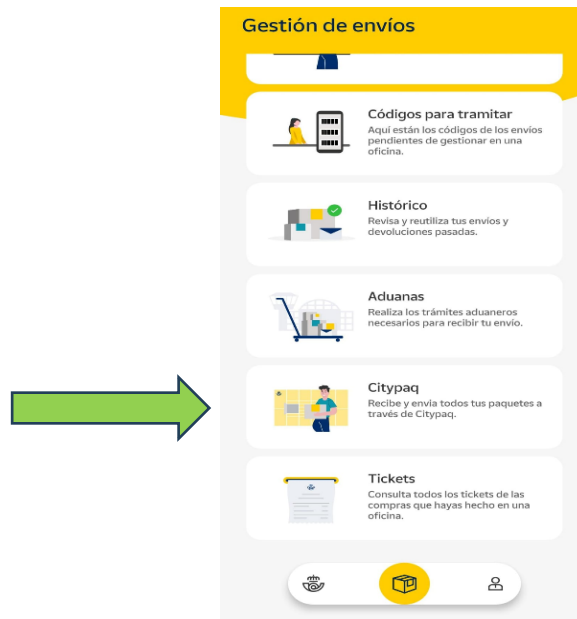 Gestión de envíos
Códigos para tramitar
Aquí están los códigos de los envíos
pendientes de gestionar en una
oficina.
Histórico
Revisa y reutiliza tus envíos y
devoluciones pasadas.
Aduanas
Realiza los trámites aduaneros
necesarios para recibir tu envío.
Citypaq
Recibe y envia todos tus paquetes a
través de Citypaq.
Tickets
Consulta todos los tickets de las
compras que hayas hecho en una
oficina.